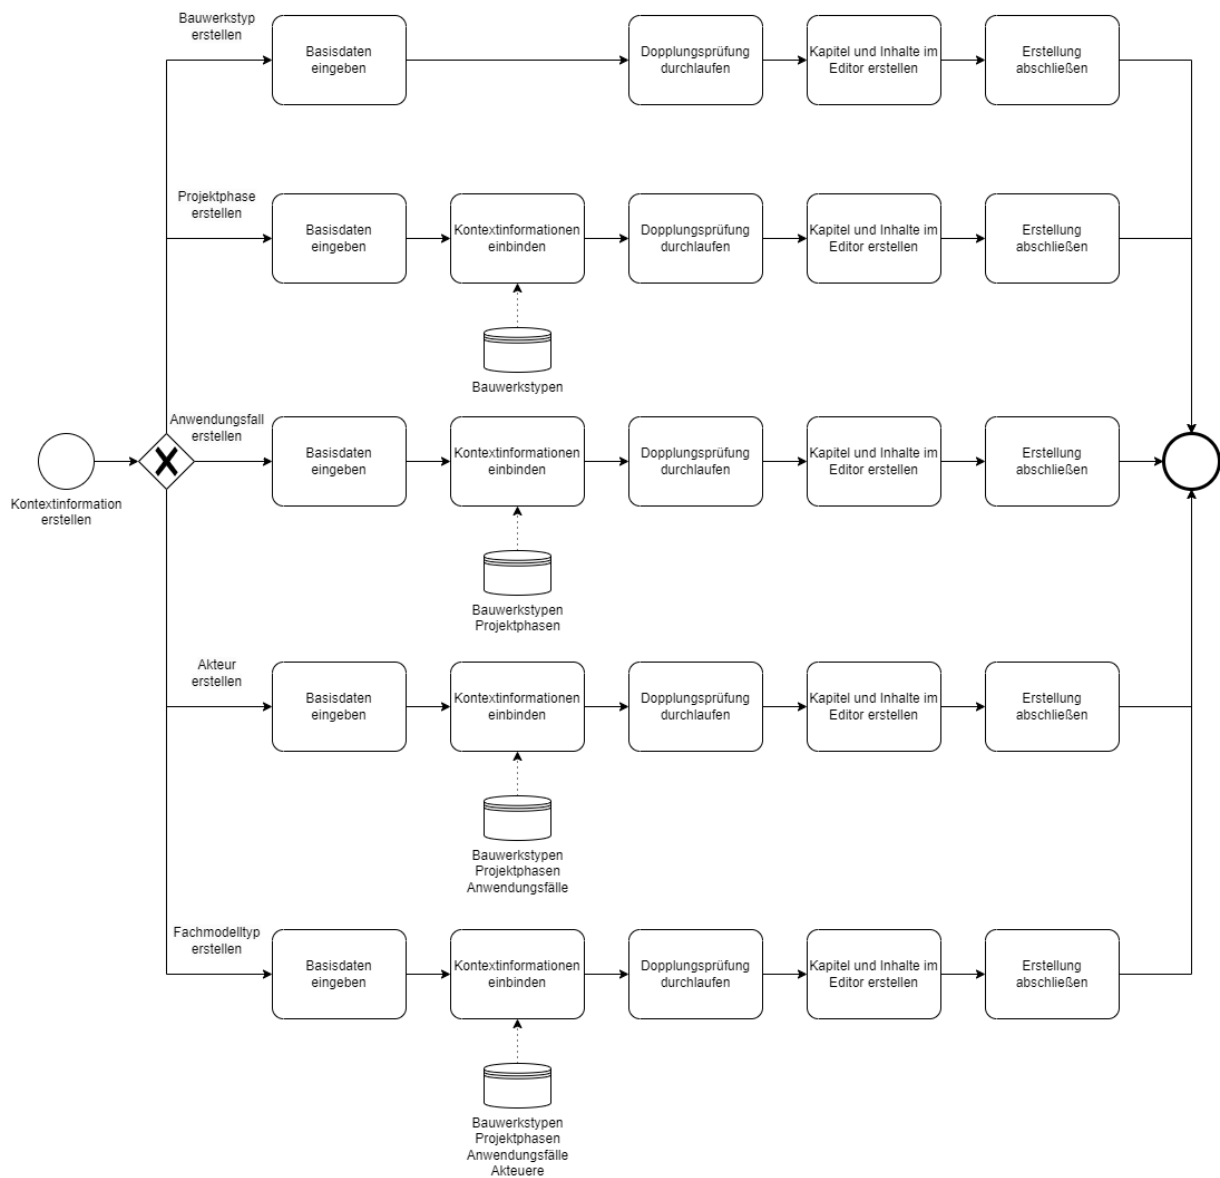 Bauwerkstyp
erstellen
Basisdaten
eingeben
Dopplungsprüfung
durchlaufen
Kapitel und Inhalte im
Editor erstellen
Erstellung
abschließen
Projektphase
erstellen
Basisdaten
eingeben
Kontextinformationen
einbinden
Dopplungsprüfung
durchlaufen
Kapitel und Inhalte im
Editor erstellen
Erstellung
abschließen
Bauwerkstypen
Kontextinformation
erstellen
Anwendungsfall
erstellen
Basisdaten
eingeben
Kontextinformationen
einbinden
Dopplungsprüfung
durchlaufen
Kapitel und Inhalte im
Editor erstellen
Erstellung
abschließen
Bauwerkstypen
Projektphasen
Akteur
erstellen
Basisdaten
eingeben
Kontextinformationen
einbinden
Dopplungsprüfung
durchlaufen
Kapitel und Inhalte im
Editor erstellen
Erstellung
abschließen
Bauwerkstypen
Projektphasen
Anwendungsfälle
Fachmodelltyp
erstellen
Basisdaten
eingeben
Kontextinformationen
einbinden
Dopplungsprüfung
durchlaufen
Kapitel und Inhalte im
Editor erstellen
Erstellung
abschließen
Bauwerkstypen
Projektphasen
Anwendungsfälle
Akteuere